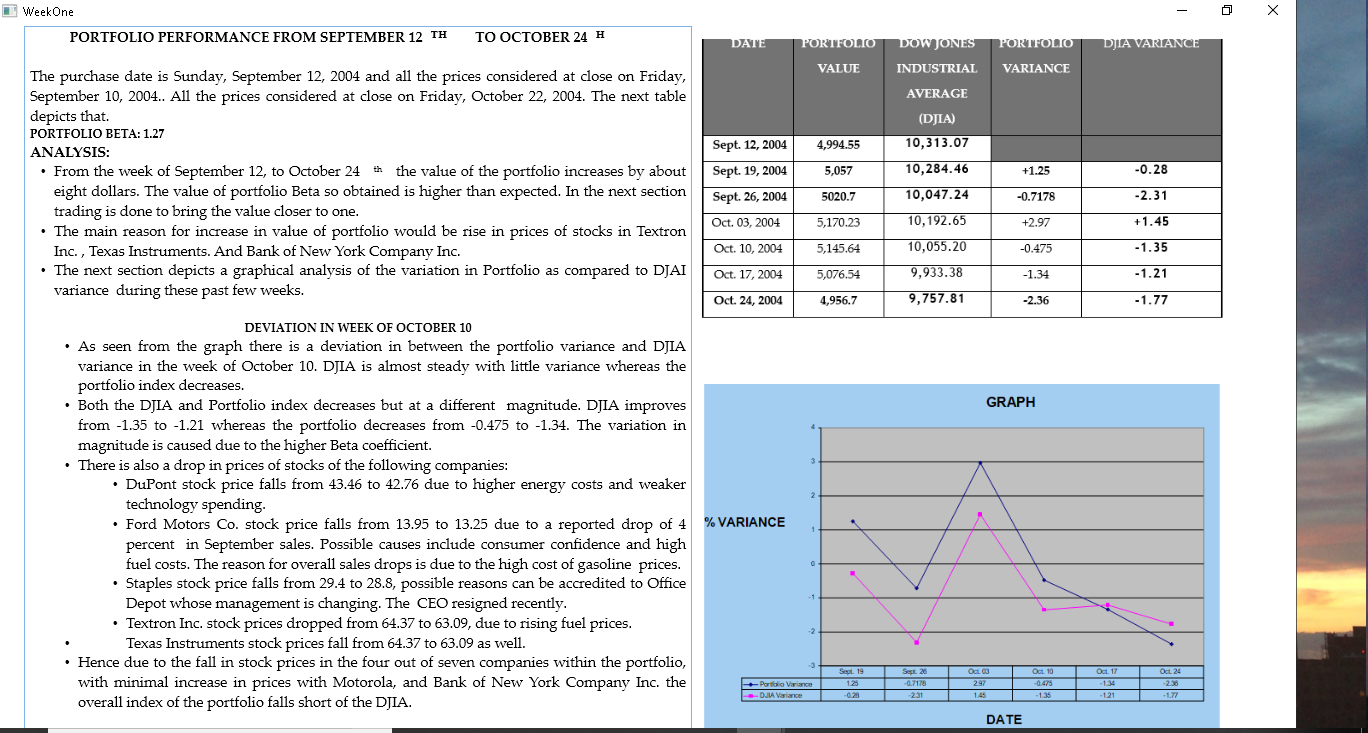 WeekOne
PORTFOLIO PERFORMANCE FROM SEPTEMBER 12 TH TO OCTOBER 24 H
The purchase date is Sunday, September 12, 2004 and all the prices considered at close on Friday,
September 10, 2004.. All the prices considered at close on Friday, October 22, 2004. The next table
depicts that.
PORTFOLIO BETA: 1.27
ANALYSIS:
• From the week of September 12, to October 24 th the value of the portfolio increases by about
eight dollars. The value of portfolio Beta so obtained is higher than expected. In the next section
trading is done to bring the value closer to one.
• The main reason for increase in value of portfolio would be rise in prices of stocks in Textron
Inc. , Texas Instruments. And Bank of New York Company Inc.
• The next section depicts a graphical analysis of the variation in Portfolio as compared to DJAI
variance during these past few weeks.
DEVIATION IN WEEK OF OCTOBER 10
• As seen from the graph there is a deviation in between the portfolio variance and DJIA
variance in the week of October 10. DJIA is almost steady with little variance whereas the
portfolio index decreases.
• Both the DJIA and Portfolio index decreases but at a different magnitude. DJIA improves
from -1.35 to -1.21 whereas the portfolio decreases from -0.475 to -1.34. The variation in
magnitude is caused due to the higher Beta coefficient.
• There is also a drop in prices of stocks of the following companies:
• DuPont stock price falls from 43.46 to 42.76 due to higher energy costs and weaker
technology spending.
• Ford Motors Co. stock price falls from 13.95 to 13.25 due to a reported drop of 4
percent in September sales. Possible causes include consumer confidence and high
fuel costs. The reason for overall sales drops is due to the high cost of gasoline prices.
• Staples stock price falls from 29.4 to 28.8, possible reasons can be accredited to Office
Depot whose management is changing. The CEO resigned recently.
• Textron Inc. stock prices dropped from 64.37 to 63.09, due to rising fuel prices.
• Texas Instruments stock prices fall from 64.37 to 63.09 as well.
• Hence due to the fall in stock prices in the four out of seven companies within the portfolio,
with minimal increase in prices with Motorola, and Bank of New York Company Inc. the
overall index of the portfolio falls short of the DJIA.
DATE PORTFOLIO DOW JONES PORTFOLIO DJIA VARIANCE
VALUE INDUSTRIAL VARIANCE
AVERAGE
(DJIA)
Sept. 12, 2004 4,994.55 10,313.07
Sept. 19, 2004 5,057 10,284.46 +1.25 -0.28
Sept. 26, 2004 5020.7 10,047.24 -0.7178 -2.31
Oct. 03, 2004 5,170.23 10,192.65 +2.97 +1.45
Oct. 10, 2004 5,145.64 10,055.20 -0.475 -1.35
Oct. 17, 2004 5,076.54 9,933.38 -1.34 -1.21
Oct. 24, 2004 4,956.7 9,757.81 -2.36 -1.77
GRAPH
4
3
2
% VARIANCE
1
0
-1
-2
-3
Sept. 19 Sept. 26 Oct. 03 Oct. 10 Oct. 17 Oct. 24
Portfolio Variance 1.25 -0.7178 2.97 -0.475 -1.34 -2.36
DJIA Variance -0.28 -2.31 1.45 -1.35 -1.21 -1.77
DATE